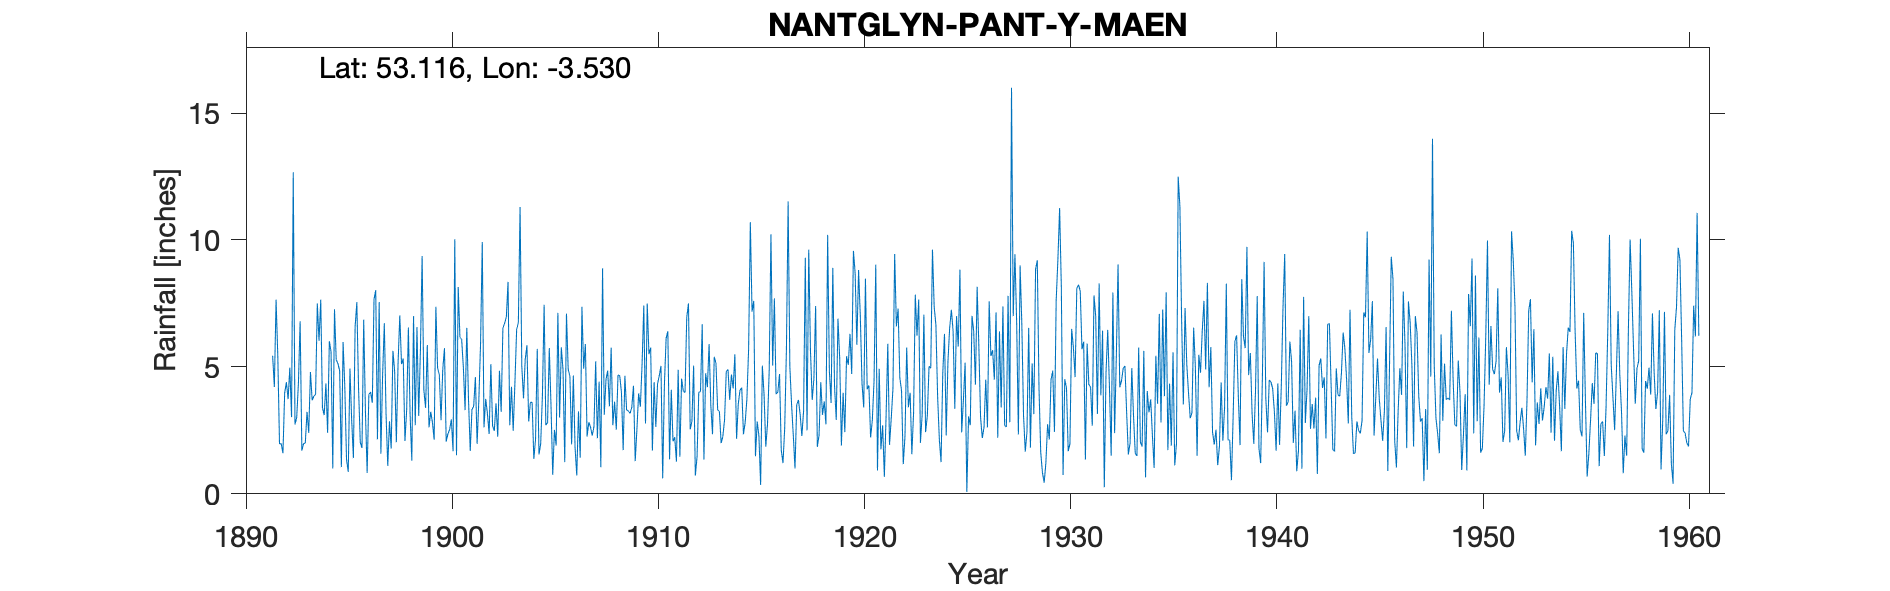 NANTGLYN-PANT-Y-MAEN
Lat: 53.116, Lon: -3.530
15
10
5
0
Rainfall [inches]
1890 1900 1910 1920 1930 1940 1950 1960
Year